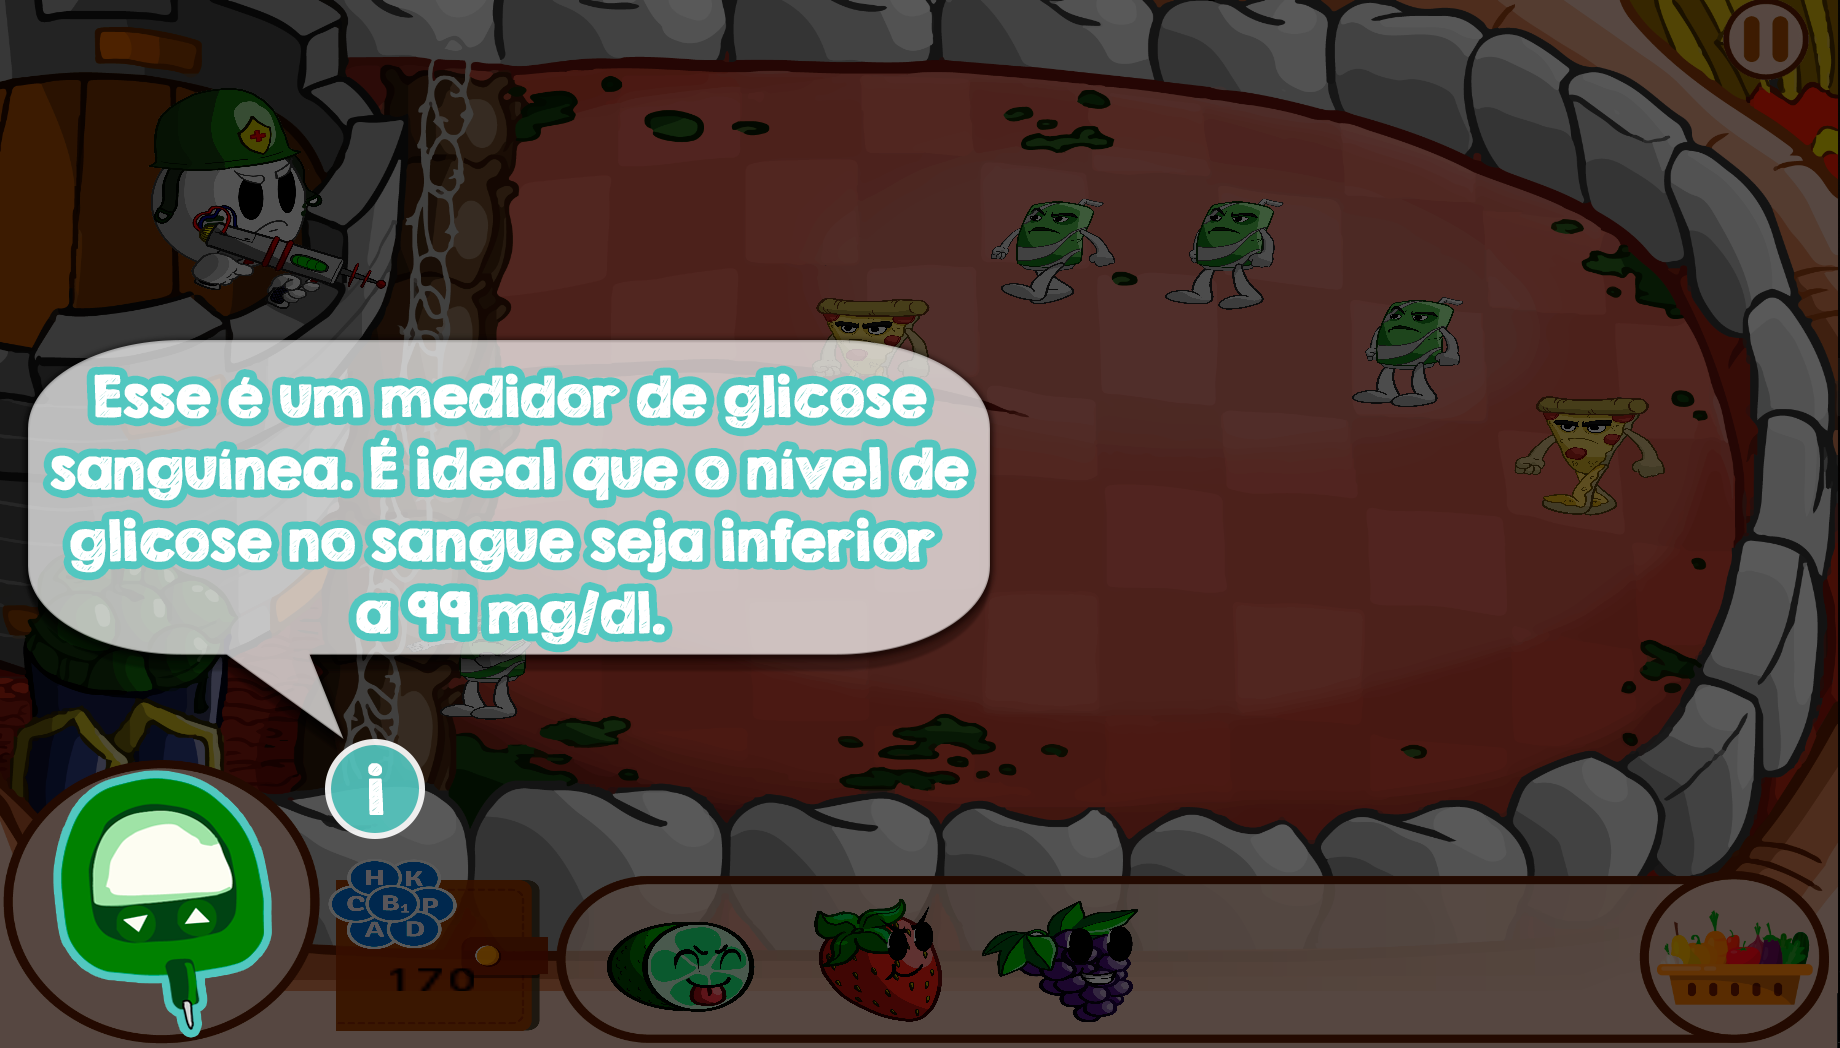 Esse é um medidor de glicose
sanguínea. É ideal que o nível de
glicose no sangue seja inferior
a 99 mg/dl.
i
H K
C B₁ P
A D
170